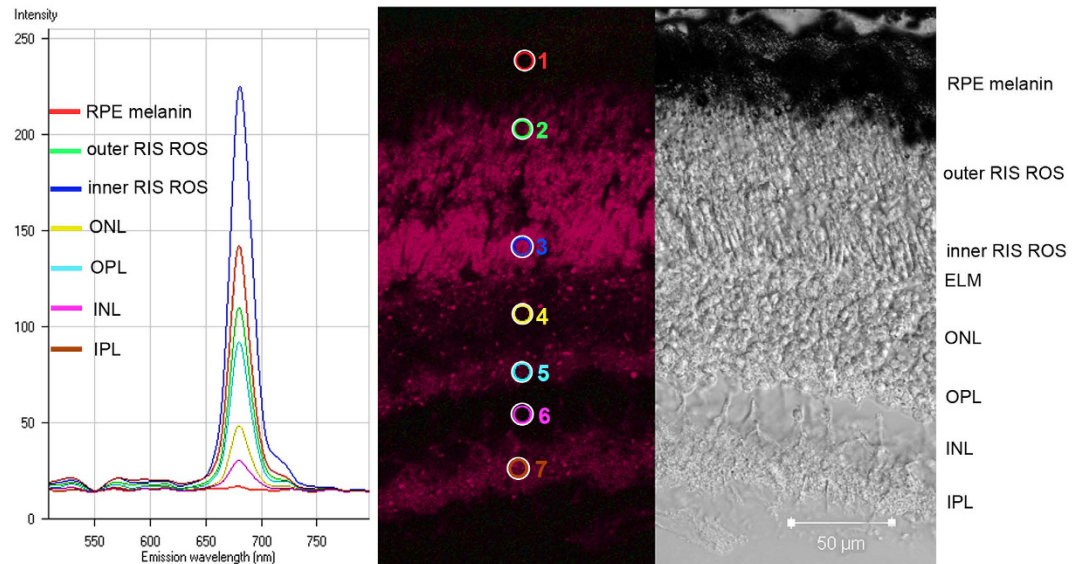 Intensity
250
200
150
100
50
0
550
600
650
700
750
Emission wavelength (nm)
RPE melanin
outer RIS ROS
inner RIS ROS
ONL
OPL
INL
IPL
1
2
3
4
5
6
7
RPE melanin
outer RIS ROS
inner RIS ROS
ELM
ONL
OPL
INL
IPL
50 µm